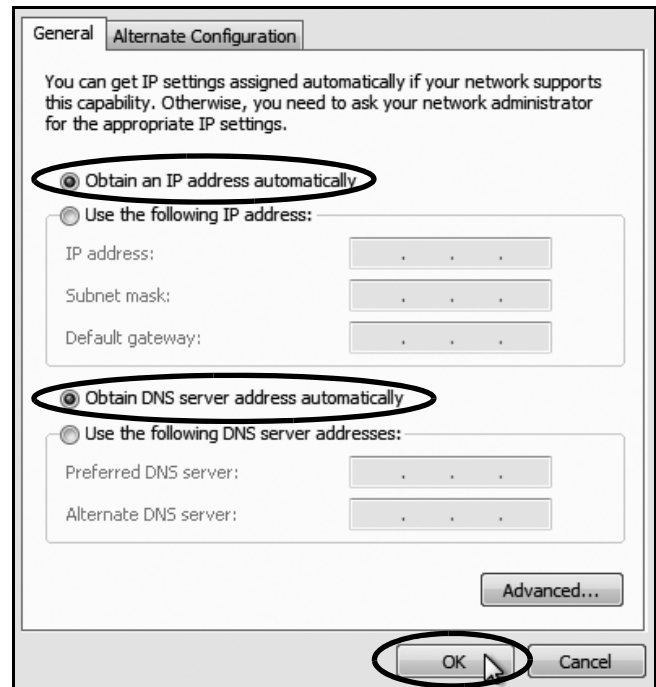 General
Alternate Configuration
You can get IP settings assigned automatically if your network supports
this capability. Otherwise, you need to ask your network administrator
for the appropriate IP settings.
Obtain an IP address automatically
Use the following IP address:
IP address:
Subnet mask:
Default gateway:
Obtain DNS server address automatically
Use the following DNS server addresses:
Preferred DNS server:
Alternate DNS server:
Advanced...
OK
Cancel